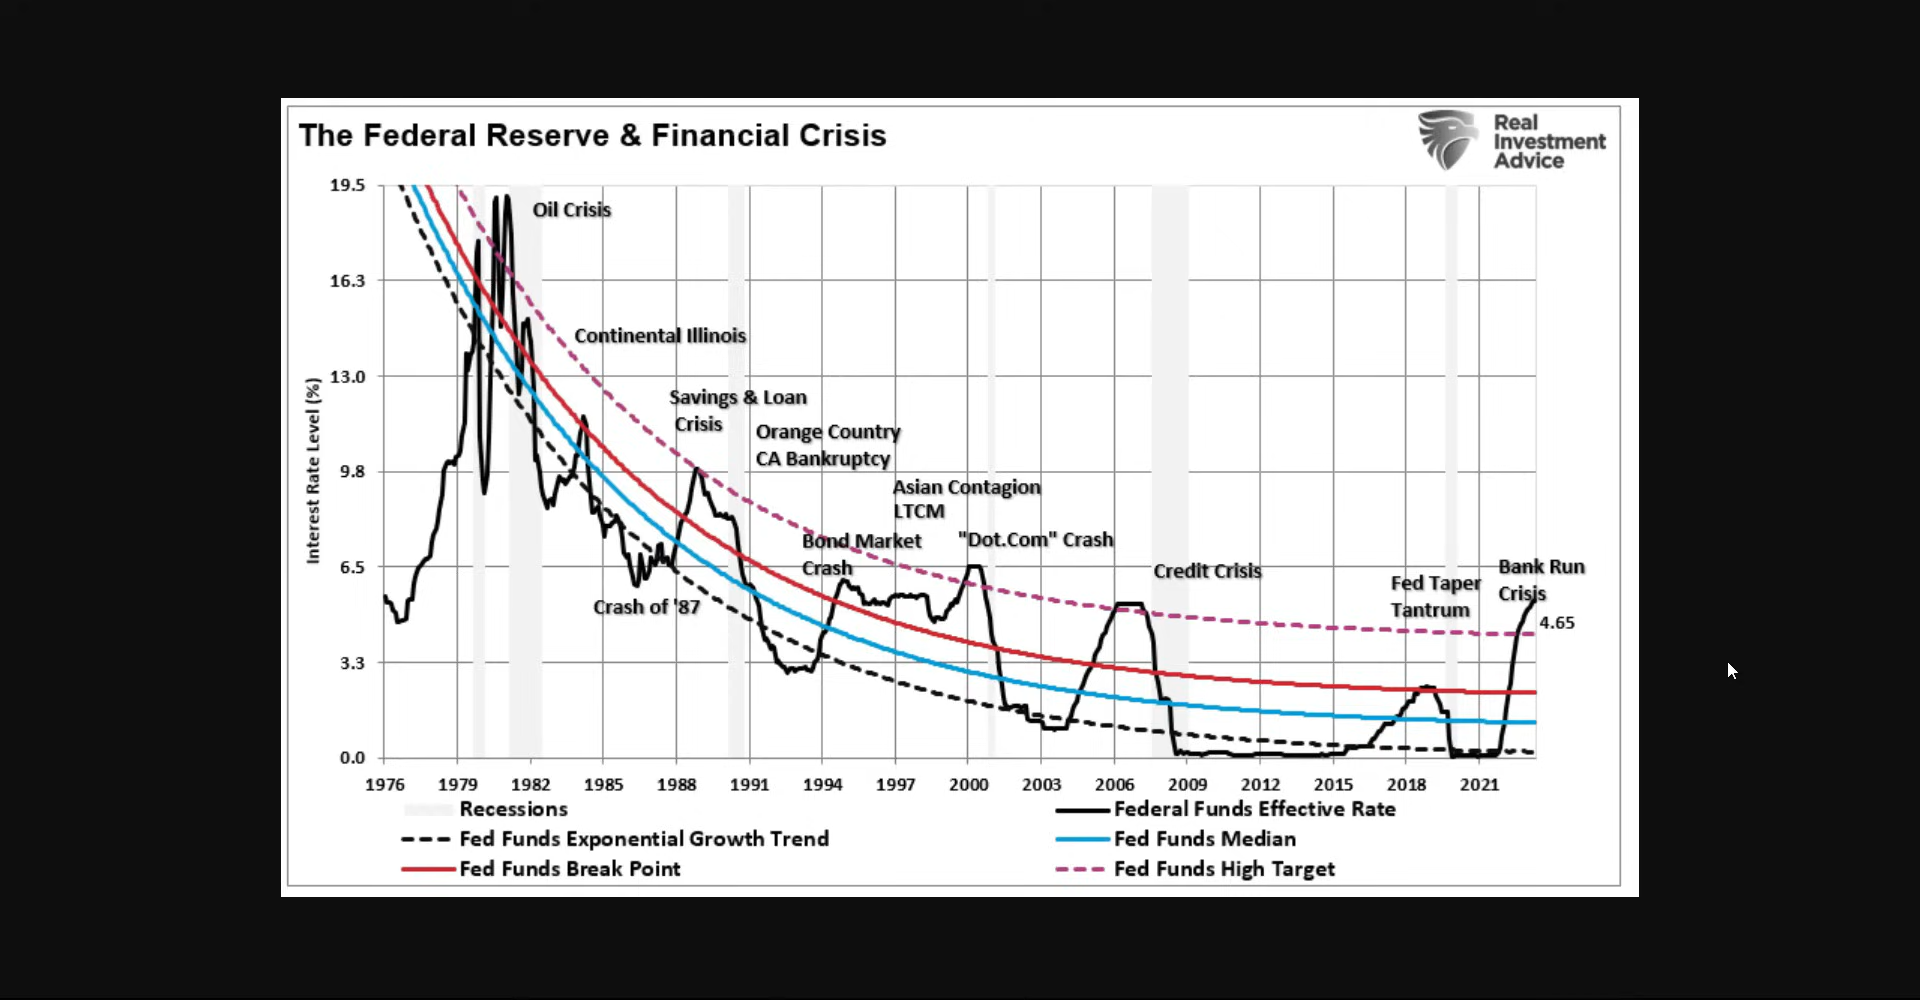 The Federal Reserve & Financial Crisis
Real
Investment
Advice
19.5
16.3
13.0
9.8
6.5
3.3
0.0
Interest Rate Level (%)
Oil Crisis
Continental Illinois
Savings & Loan
Crisis
Orange Country
CA Bankruptcy
Asian Contagion
LTCM
Bond Market
Crash
"Dot.Com" Crash
Crash of '87
Credit Crisis
Fed Taper
Tantrum
Bank Run
Crisis
4.65
1976 1979 1982 1985 1988 1991 1994 1997 2000 2003 2006 2009 2012 2015 2018 2021
Recessions
Federal Funds Effective Rate
Fed Funds Exponential Growth Trend
Fed Funds Median
Fed Funds Break Point
Fed Funds High Target